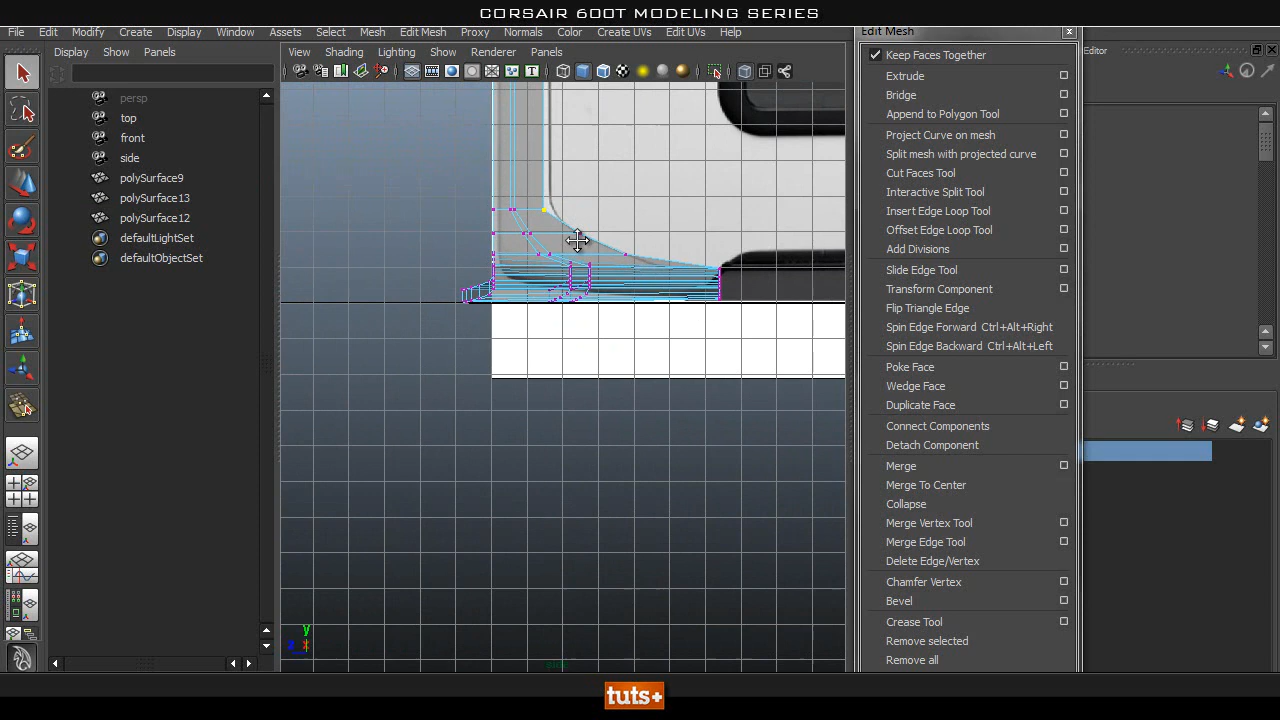 CORSAIR 600T MODELING SERIES
File Edit Modify Create Display Window Assets Select Mesh Edit Mesh Proxy Normals Color Create UVs Edit UVs Help
Edit Mesh
Editor
Display Show Panels
View Shading Lighting Show Renderer Panels
persp
top
front
side
polySurface9
polySurface13
polySurface12
defaultLightSet
defaultObjectSet
Keep Faces Together
Extrude
Bridge
Append to Polygon Tool
Project Curve on mesh
Split mesh with projected curve
Cut Faces Tool
Interactive Split Tool
Insert Edge Loop Tool
Offset Edge Loop Tool
Add Divisions
Slide Edge Tool
Transform Component
Flip Triangle Edge
Spin Edge Forward Ctrl+Alt+Right
Spin Edge Backward Ctrl+Alt+Left
Poke Face
Wedge Face
Duplicate Face
Connect Components
Detach Component
Merge
Merge To Center
Collapse
Merge Vertex Tool
Merge Edge Tool
Delete Edge/Vertex
Chamfer Vertex
Bevel
Crease Tool
Remove selected
Remove all
y
z x
side
tuts+